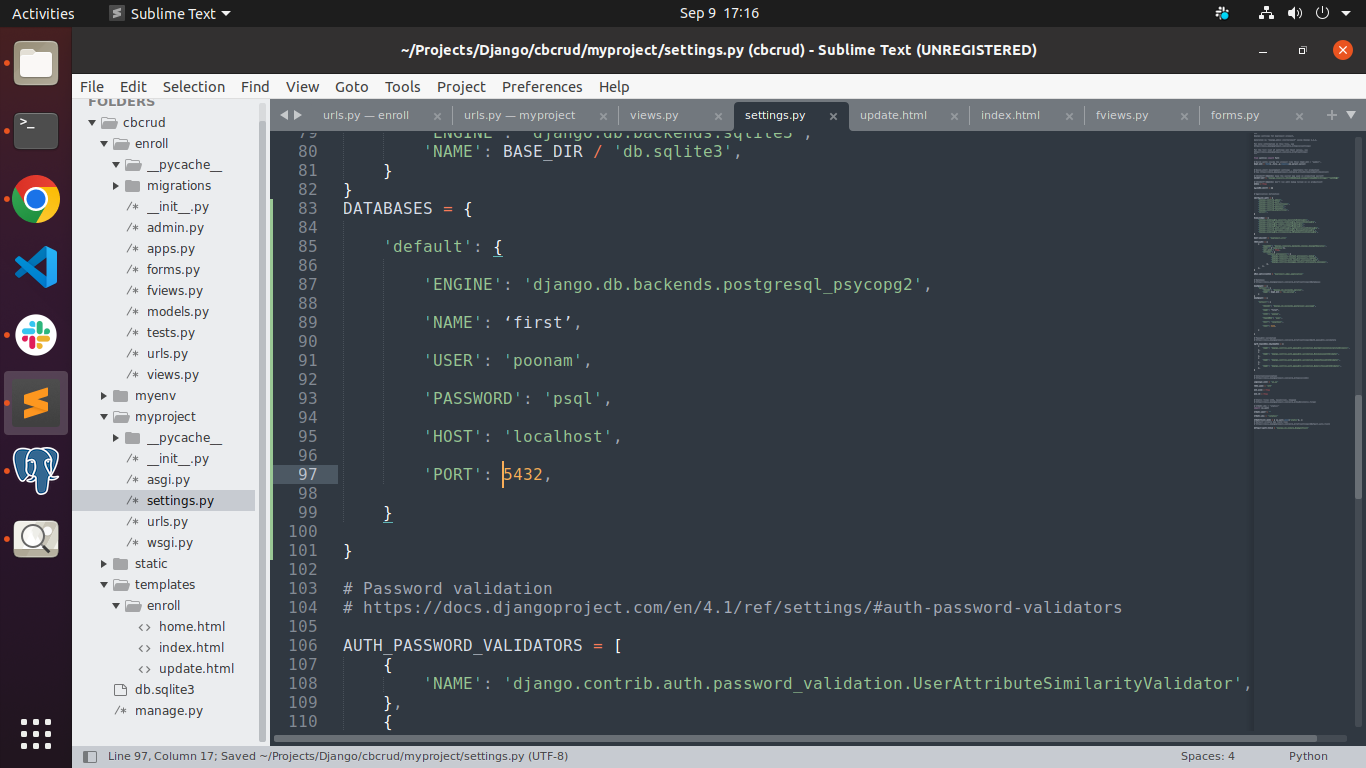 Activities Sublime Text Sep 9 17:16
~/Projects/Django/cbcrud/myproject/settings.py (cbcrud) - Sublime Text (UNREGISTERED)
File Edit Selection Find View Goto Tools Project Preferences Help
FOLDERS
cbcrud
enroll
__pycache__
migrations
/* __init__.py
/* admin.py
/* apps.py
/* forms.py
/* fviews.py
/* models.py
/* tests.py
/* urls.py
/* views.py
myenv
myproject
__pycache__
/* __init__.py
/* asgi.py
/* settings.py
/* urls.py
/* wsgi.py
static
templates
enroll
<> home.html
<> index.html
<> update.html
db.sqlite3
/* manage.py
urls.py — enroll × urls.py — myproject × views.py × settings.py × update.html × index.html × fviews.py × forms.py × +
79 'ENGINE': 'django.db.backends.sqlite3',
80 'NAME': BASE_DIR / 'db.sqlite3',
81 }
82 }
83 DATABASES = {
84
85 'default': {
86
87 'ENGINE': 'django.db.backends.postgresql_psycopg2',
88
89 'NAME': ‘first’,
90
91 'USER': 'poonam',
92
93 'PASSWORD': 'psql',
94
95 'HOST': 'localhost',
96
97 'PORT': 5432,
98
99 }
100
101 }
102
103 # Password validation
104 # https://docs.djangoproject.com/en/4.1/ref/settings/#auth-password-validators
105
106 AUTH_PASSWORD_VALIDATORS = [
107 {
108 'NAME': 'django.contrib.auth.password_validation.UserAttributeSimilarityValidator',
109 },
110 {
Line 97, Column 17; Saved ~/Projects/Django/cbcrud/myproject/settings.py (UTF-8) Spaces: 4 Python